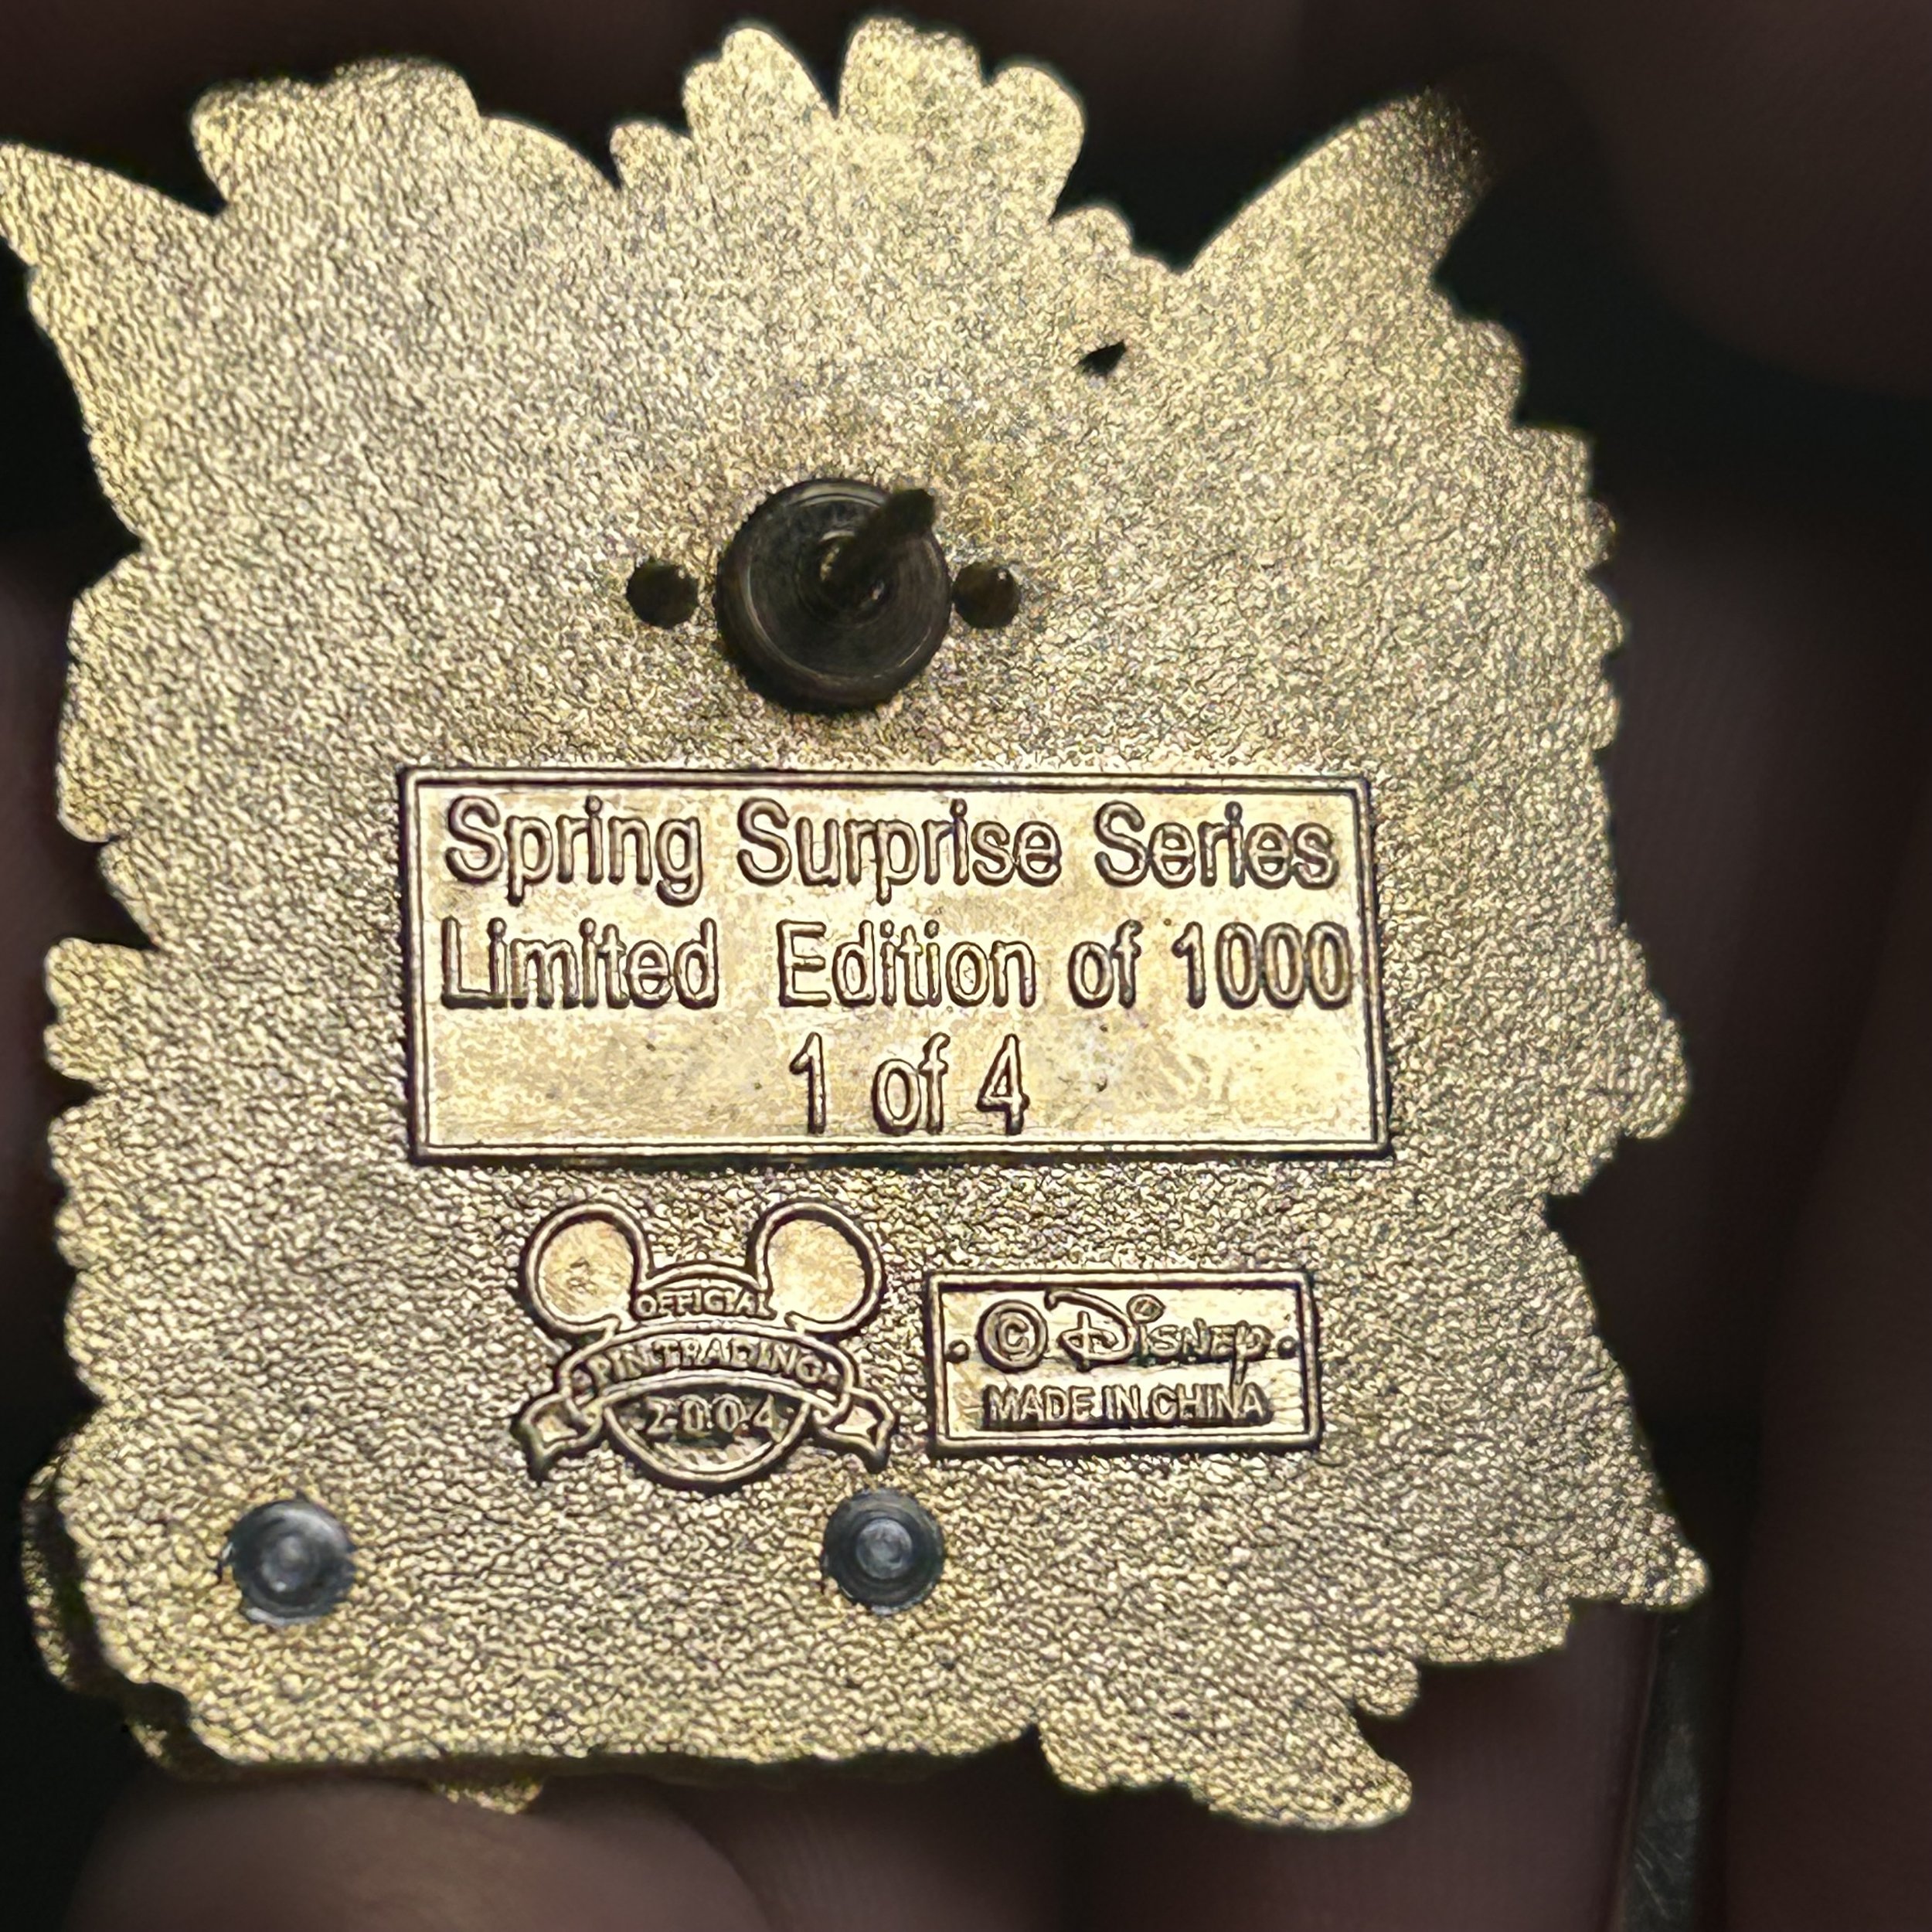 Spring Surprise Series
Limited Edition of 1000
1 of 4
OFFICIAL
PIN TRADING
2004
© Disney
MADE IN CHINA